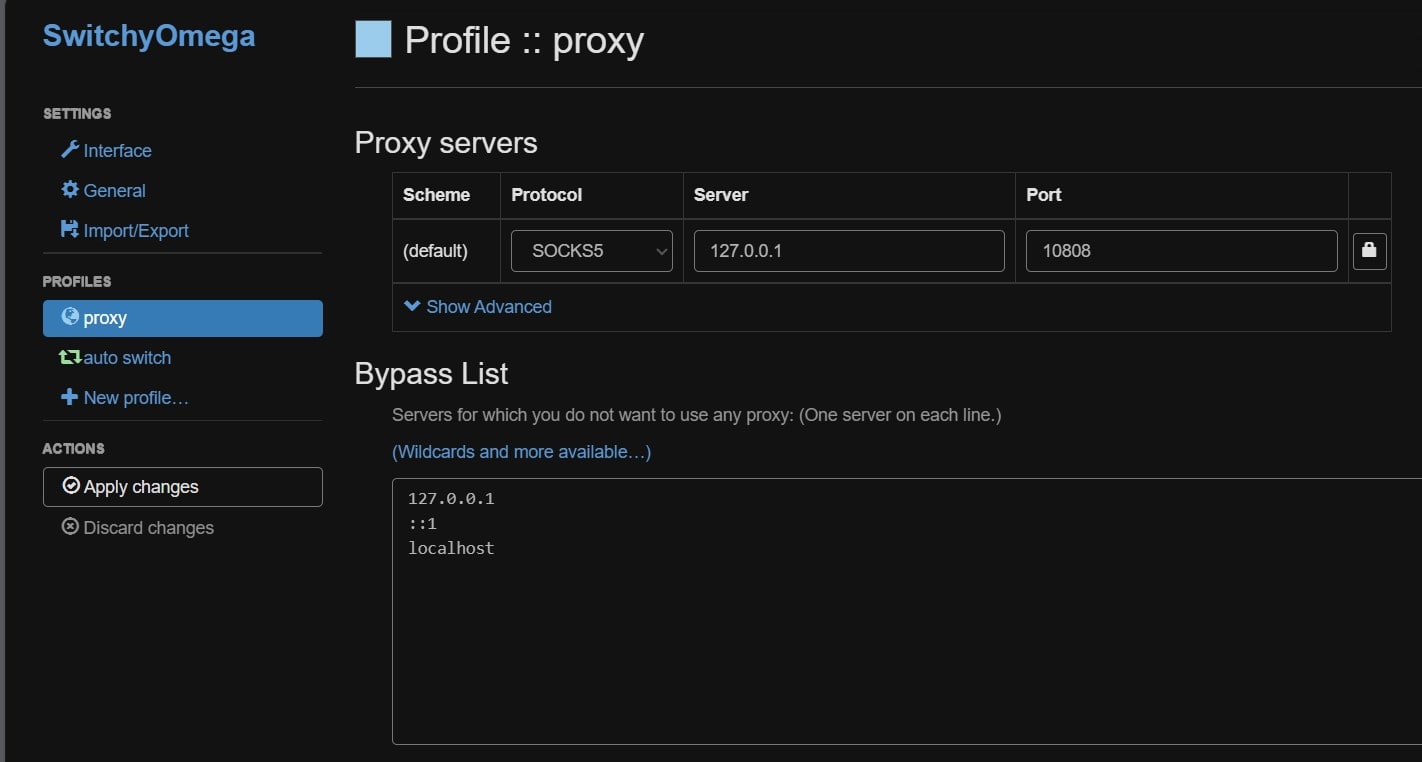 SwitchyOmega
SETTINGS
Interface
General
Import/Export
PROFILES
proxy
auto switch
New profile…
ACTIONS
Apply changes
Discard changes
Profile :: proxy
Proxy servers
Scheme Protocol Server Port
(default) SOCKS5 127.0.0.1 10808
Show Advanced
Bypass List
Servers for which you do not want to use any proxy: (One server on each line.)
(Wildcards and more available…)
127.0.0.1
::1
localhost